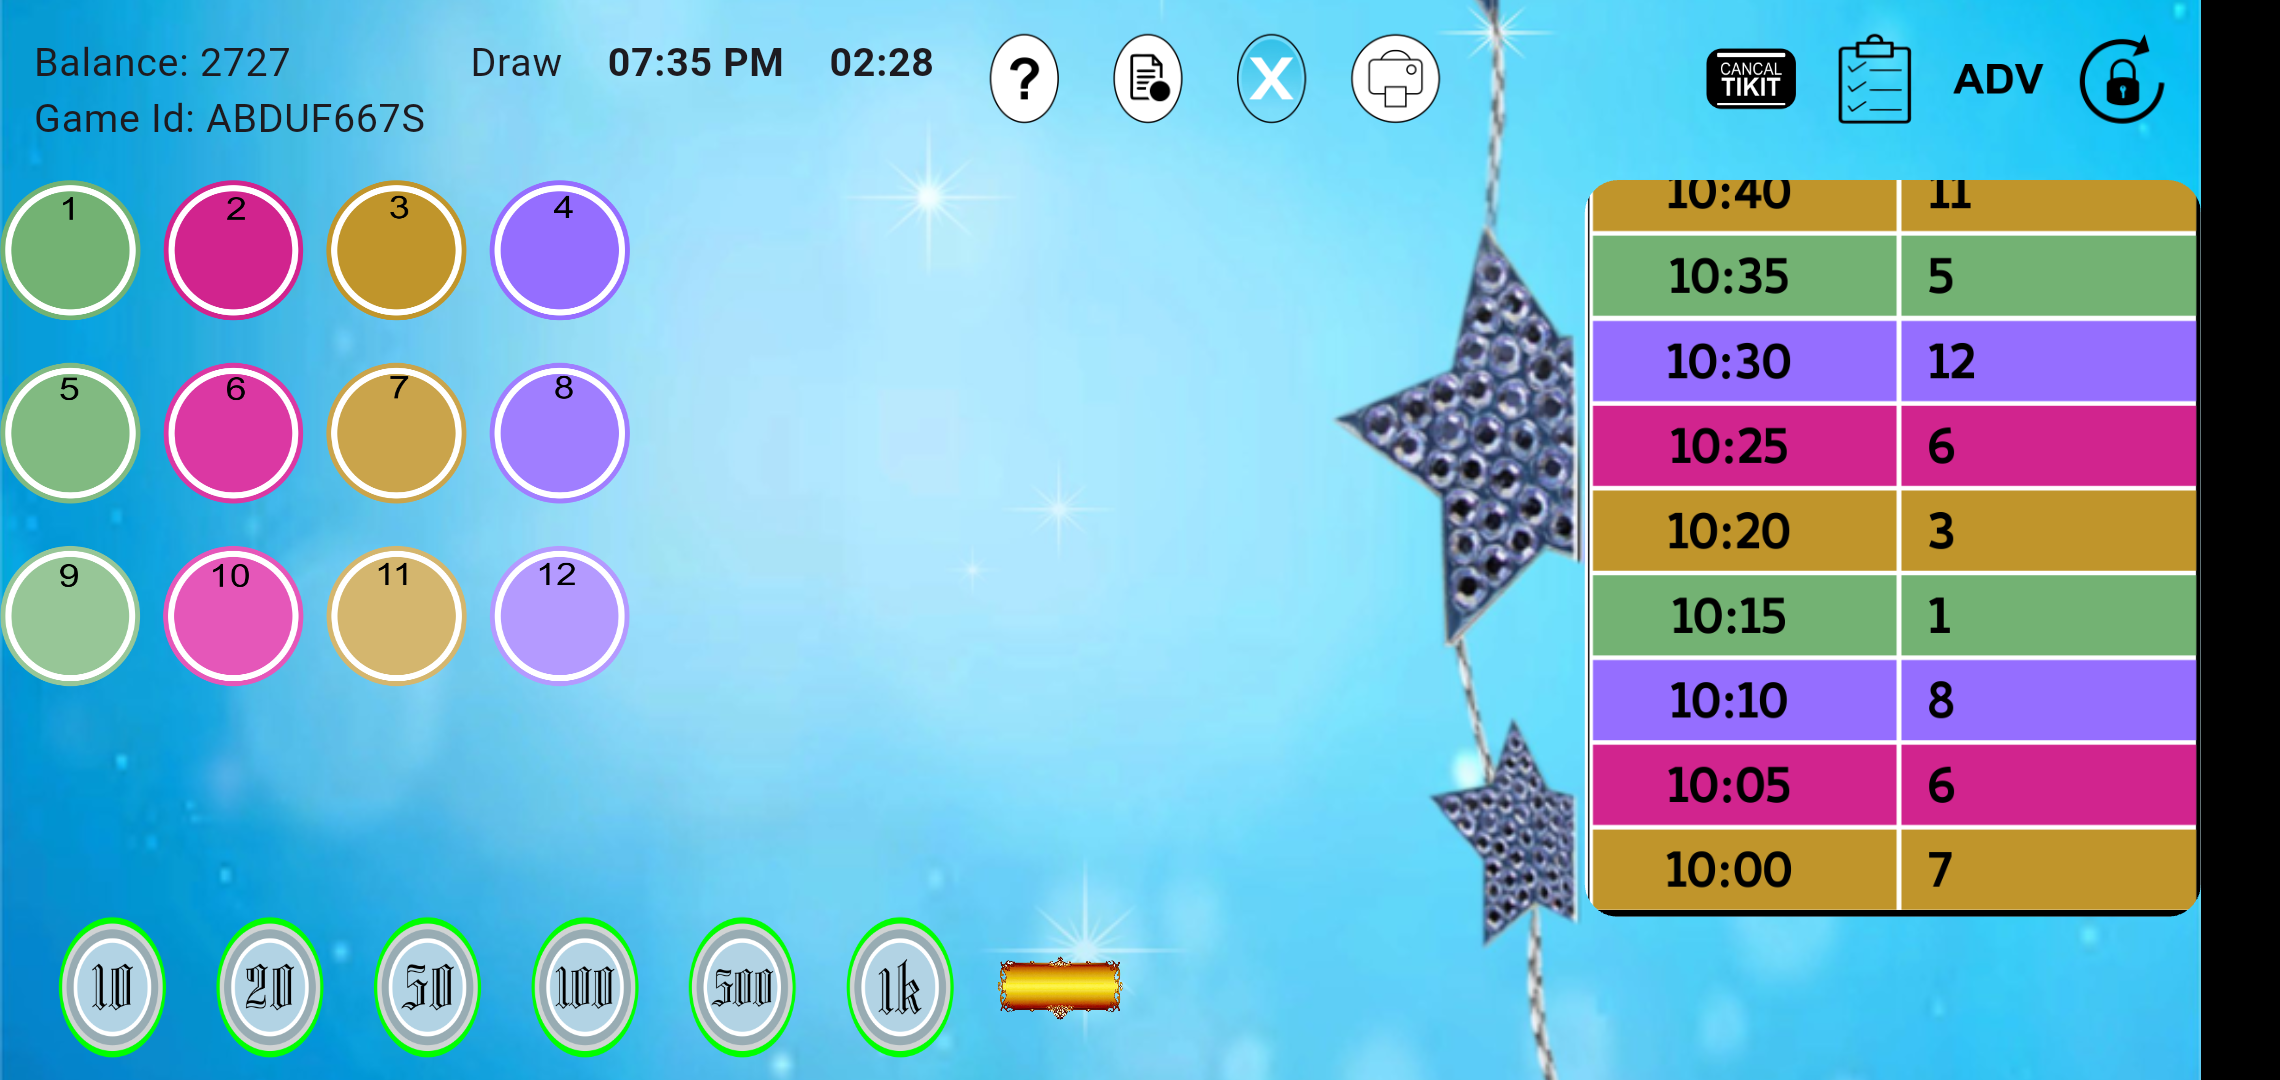 Balance: 2727 Draw 07:35 PM 02:28 ? X CANCAL TIKIT ADV
Game Id: ABDUF667S
1 2 3 4
5 6 7 8
9 10 11 12
10:40 11
10:35 5
10:30 12
10:25 6
10:20 3
10:15 1
10:10 8
10:05 6
10:00 7
10 20 50 100 500 1k